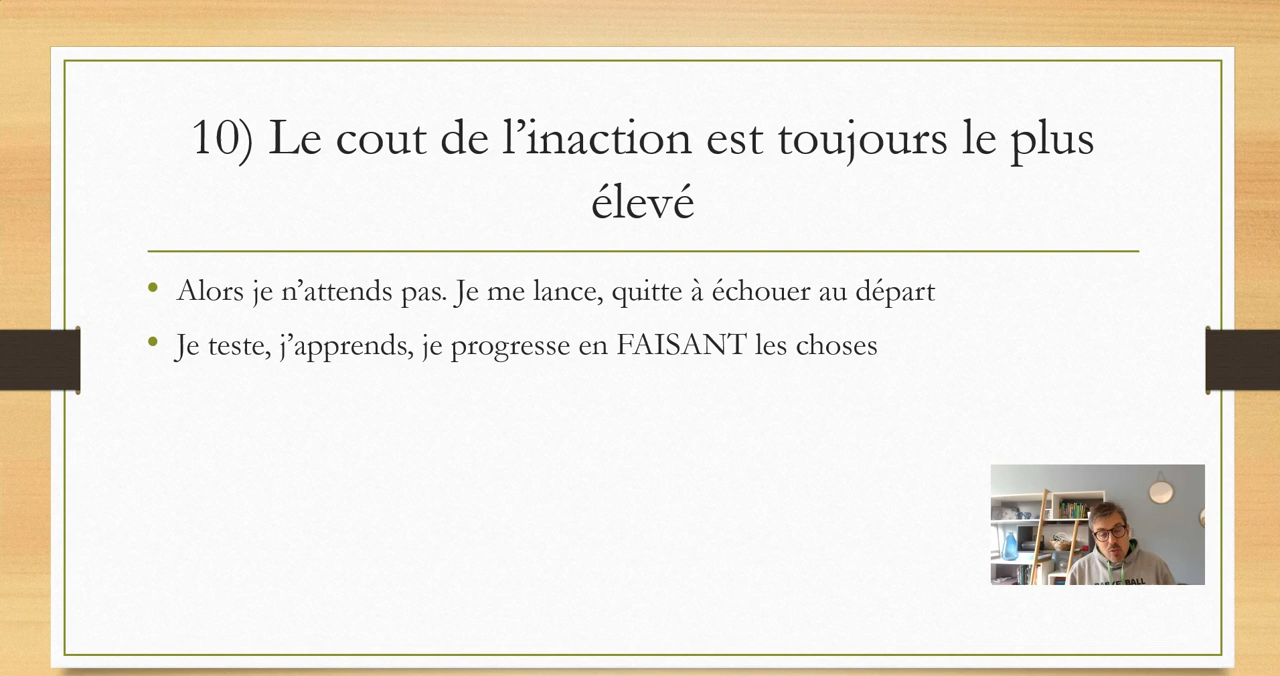 10) Le cout de l’inaction est toujours le plus
élevé
• Alors je n’attends pas. Je me lance, quitte à échouer au départ
• Je teste, j’apprends, je progresse en FAISANT les choses